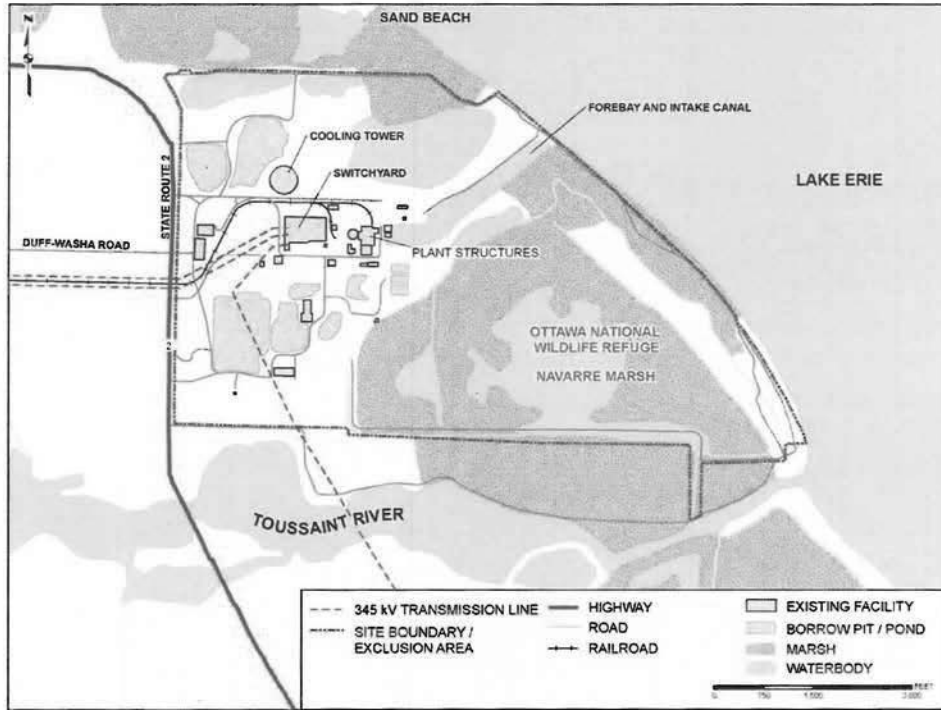 N
SAND BEACH
FOREBAY AND INTAKE CANAL
COOLING TOWER
LAKE ERIE
SWITCHYARD
STATE ROUTE 2
DUFF-WASHA ROAD
PLANT STRUCTURES
OTTAWA NATIONAL
WILDLIFE REFUGE
NAVARRE MARSH
2
TOUSSAINT RIVER
345 kV TRANSMISSION LINE
SITE BOUNDARY /
EXCLUSION AREA
HIGHWAY
ROAD
RAILROAD
EXISTING FACILITY
BORROW PIT / POND
MARSH
WATERBODY
FEET
0 750 1,500 3,000